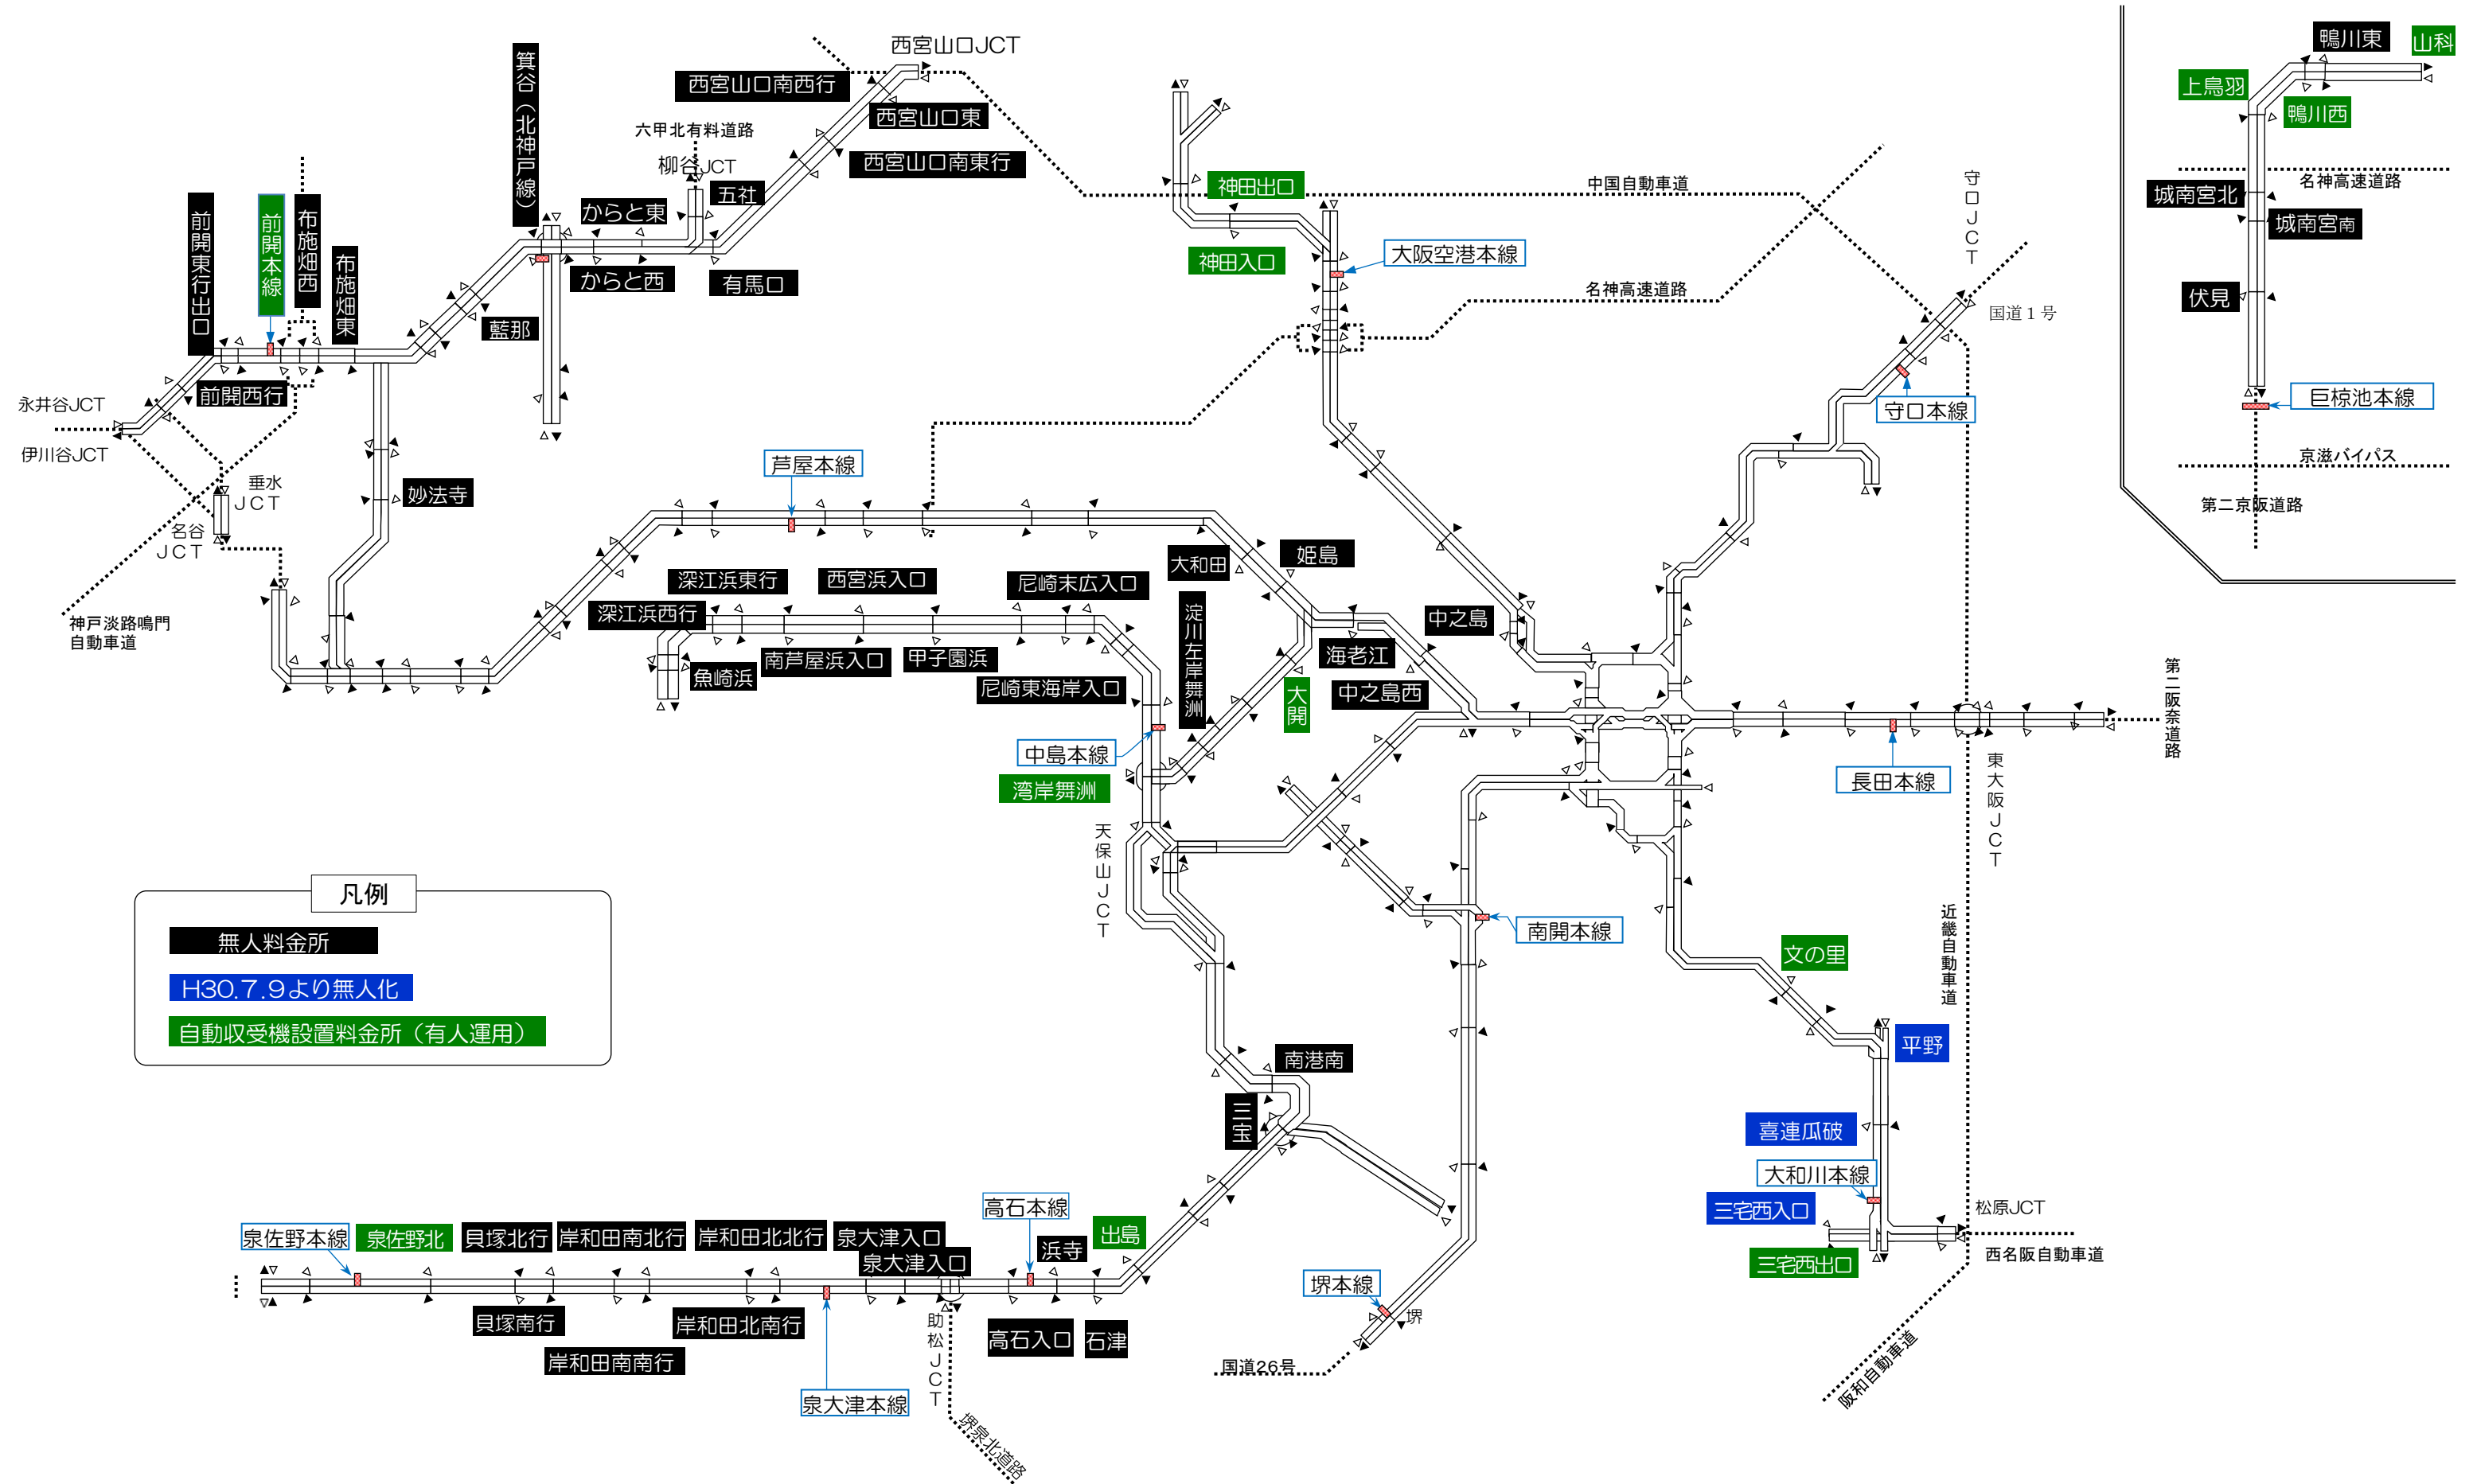 西宮山口JCT
西宮山口南西行
西宮山口東
六甲北有料道路
柳谷JCT
西宮山口南東行
五社
箕谷（北神戸線）
からと東
からと西
有馬口
藍那
前開東行出口
前開本線
布施畑西
布施畑東
前開西行
永井谷JCT
伊川谷JCT
垂水
JCT
名谷
JCT
神戸淡路鳴門
自動車道
妙法寺
神田出口
神田入口
大阪空港本線
中国自動車道
名神高速道路
守口JCT
国道１号
守口本線
鴨川東
山科
上鳥羽
鴨川西
名神高速道路
城南宮北
城南宮南
伏見
巨椋池本線
京滋バイパス
第二京阪道路
芦屋本線
深江浜東行
深江浜西行
西宮浜入口
尼崎末広入口
大和田
姫島
淀川左岸舞洲
海老江
中之島
中之島西
大開
魚崎浜
南芦屋浜入口
甲子園浜
尼崎東海岸入口
中島本線
湾岸舞洲
天保山JCT
第二阪奈道路
長田本線
東大阪JCT
近畿自動車道
南開本線
文の里
平野
喜連瓜破
大和川本線
三宅西入口
三宅西出口
松原JCT
西名阪自動車道
阪和自動車道
凡例
無人料金所
H30.7.9より無人化
自動収受機設置料金所（有人運用）
南港南
三宝
泉佐野本線
泉佐野北
貝塚北行
岸和田南北行
岸和田北北行
泉大津入口
泉大津入口
高石本線
浜寺
出島
貝塚南行
岸和田南南行
岸和田北南行
泉大津本線
助松JCT
高石入口
石津
堺泉北道路
堺本線
堺
国道26号